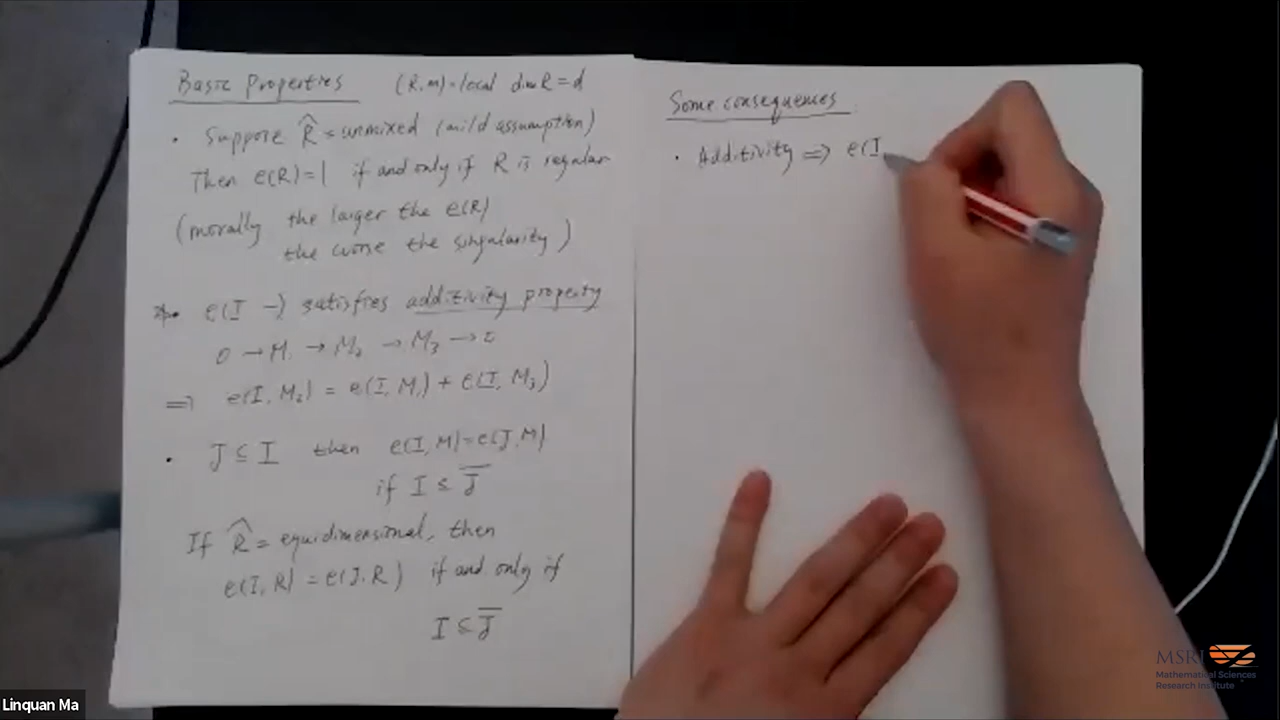 Basic Properties (R,m)-local dim R = d
• Suppose R̂ = unmixed (mild assumption)
Then e(R)=1 if and only if R is regular
(morally the larger the e(R)
the worse the singularity)
e(I, -) satisfies additivity property
0 → M₁ → M₂ → M₃ → 0
⟹ e(I, M₂) = e(I, M₁) + e(I, M₃)
• J ⊆ I then e(I, M) = e(J, M)
if I ⊆ J̅
If R̂ = equidimensional, then
e(I, R) = e(J, R) if and only if
I ⊆ J̅
Some consequences
• Additivity ⟹ e(I
Linquan Ma
MSRI
Mathematical Sciences
Research Institute